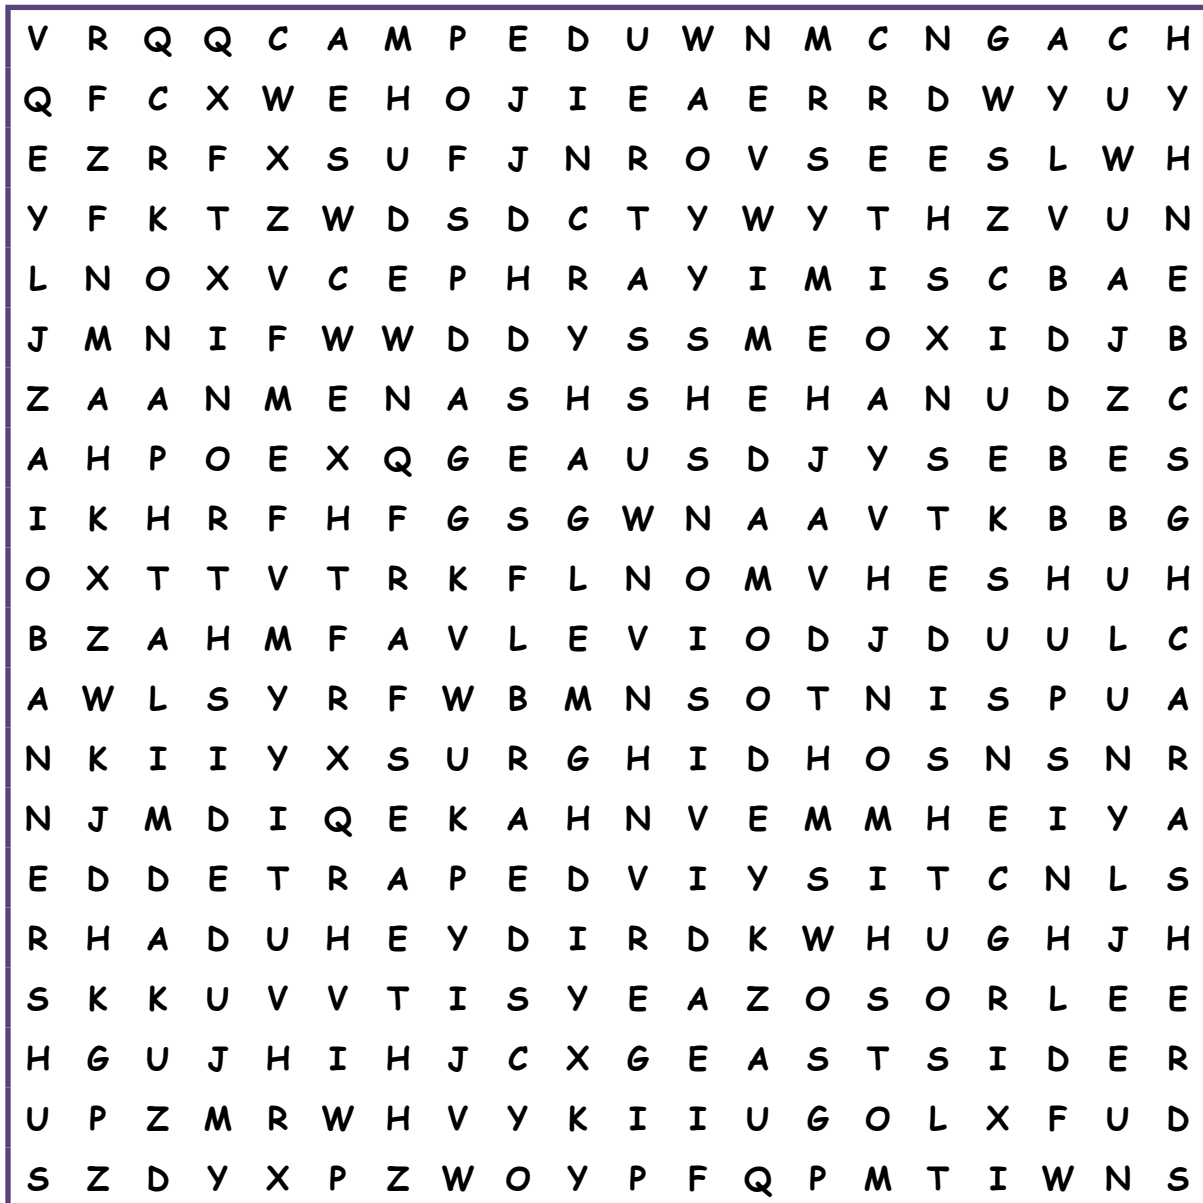 V R Q Q C A M P E D U W N M C N G A C H
Q F C X W E H O J I E A E R R D W Y U Y
E Z R F X S U F J N R O V S E E S L W H
Y F K T Z W D S D C T Y W Y T H Z V U N
L N O X V C E P H R A Y I M I S C B A E
J M N I F W W D D Y S S M E O X I D J B
Z A A N M E N A S H S H E H A N U D Z C
A H P O E X Q G E A U S D J Y S E B E S
I K H R F H F G S G W N A A V T K B B G
O X T T V T R K F L N O M V H E S H U H
B Z A H M F A V L E V I O D J D U U L C
A W L S Y R F W B M N S O T N I S P U A
N K I I Y X S U R G H I D H O S N S N R
N J M D I Q E K A H N V E M M H E I Y A
E D D E T R A P E D V I Y S I T C N L S
R H A D U H E Y D I R D K W H U G H J H
S K K U V V T I S Y E A Z O S O R L E E
H G U J H I H J C X G E A S T S I D E R
U P Z M R W H V Y K I I U G O L X F U D
S Z D Y X P Z W O Y P F Q P M T I W N S